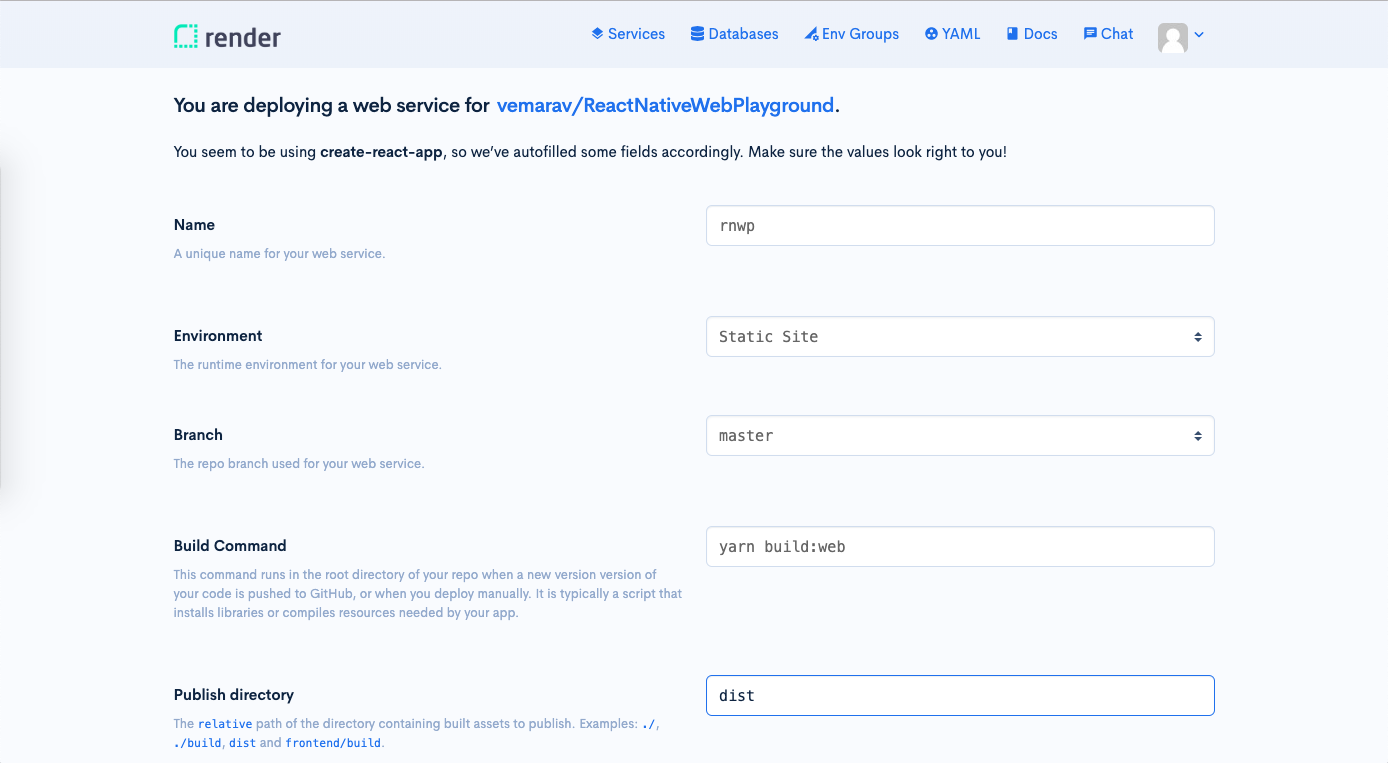 render
Services Databases Env Groups YAML Docs Chat
You are deploying a web service for vemarav/ReactNativeWebPlayground.
You seem to be using create-react-app, so we’ve autofilled some fields accordingly. Make sure the values look right to you!
Name
rnwp
A unique name for your web service.
Environment
Static Site
The runtime environment for your web service.
Branch
master
The repo branch used for your web service.
Build Command
yarn build:web
This command runs in the root directory of your repo when a new version version of
your code is pushed to GitHub, or when you deploy manually. It is typically a script that
installs libraries or compiles resources needed by your app.
Publish directory
dist
The relative path of the directory containing built assets to publish. Examples: ./,
./build, dist and frontend/build.